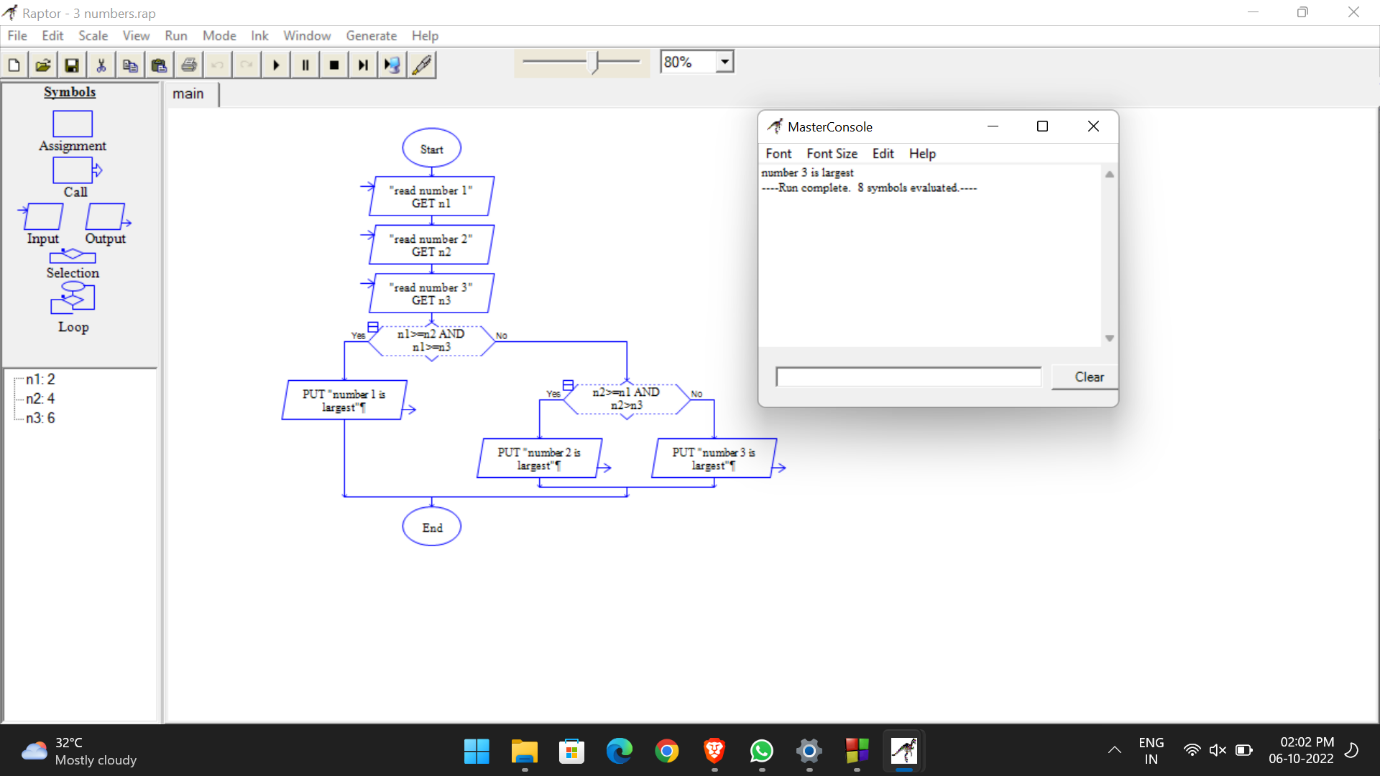 Raptor - 3 numbers.rap
File Edit Scale View Run Mode Ink Window Generate Help
80%
Symbols
Assignment
Call
Input Output
Selection
Loop
n1: 2
n2: 4
n3: 6
main
Start
"read number 1"
GET n1
"read number 2"
GET n2
"read number 3"
GET n3
Yes
n1>=n2 AND
n1>=n3
No
PUT "number 1 is
largest"¶
Yes
n2>=n1 AND
n2>n3
No
PUT "number 2 is
largest"¶
PUT "number 3 is
largest"¶
End
MasterConsole
Font Font Size Edit Help
number 3 is largest
----Run complete.  8 symbols evaluated.----
Clear
32°C
Mostly cloudy
ENG
IN
02:02 PM
06-10-2022